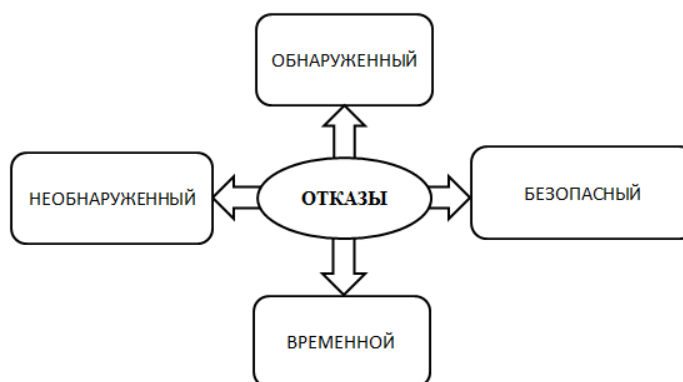 ОБНАРУЖЕННЫЙ
НЕОБНАРУЖЕННЫЙ
ОТКАЗЫ
БЕЗОПАСНЫЙ
ВРЕМЕННОЙ